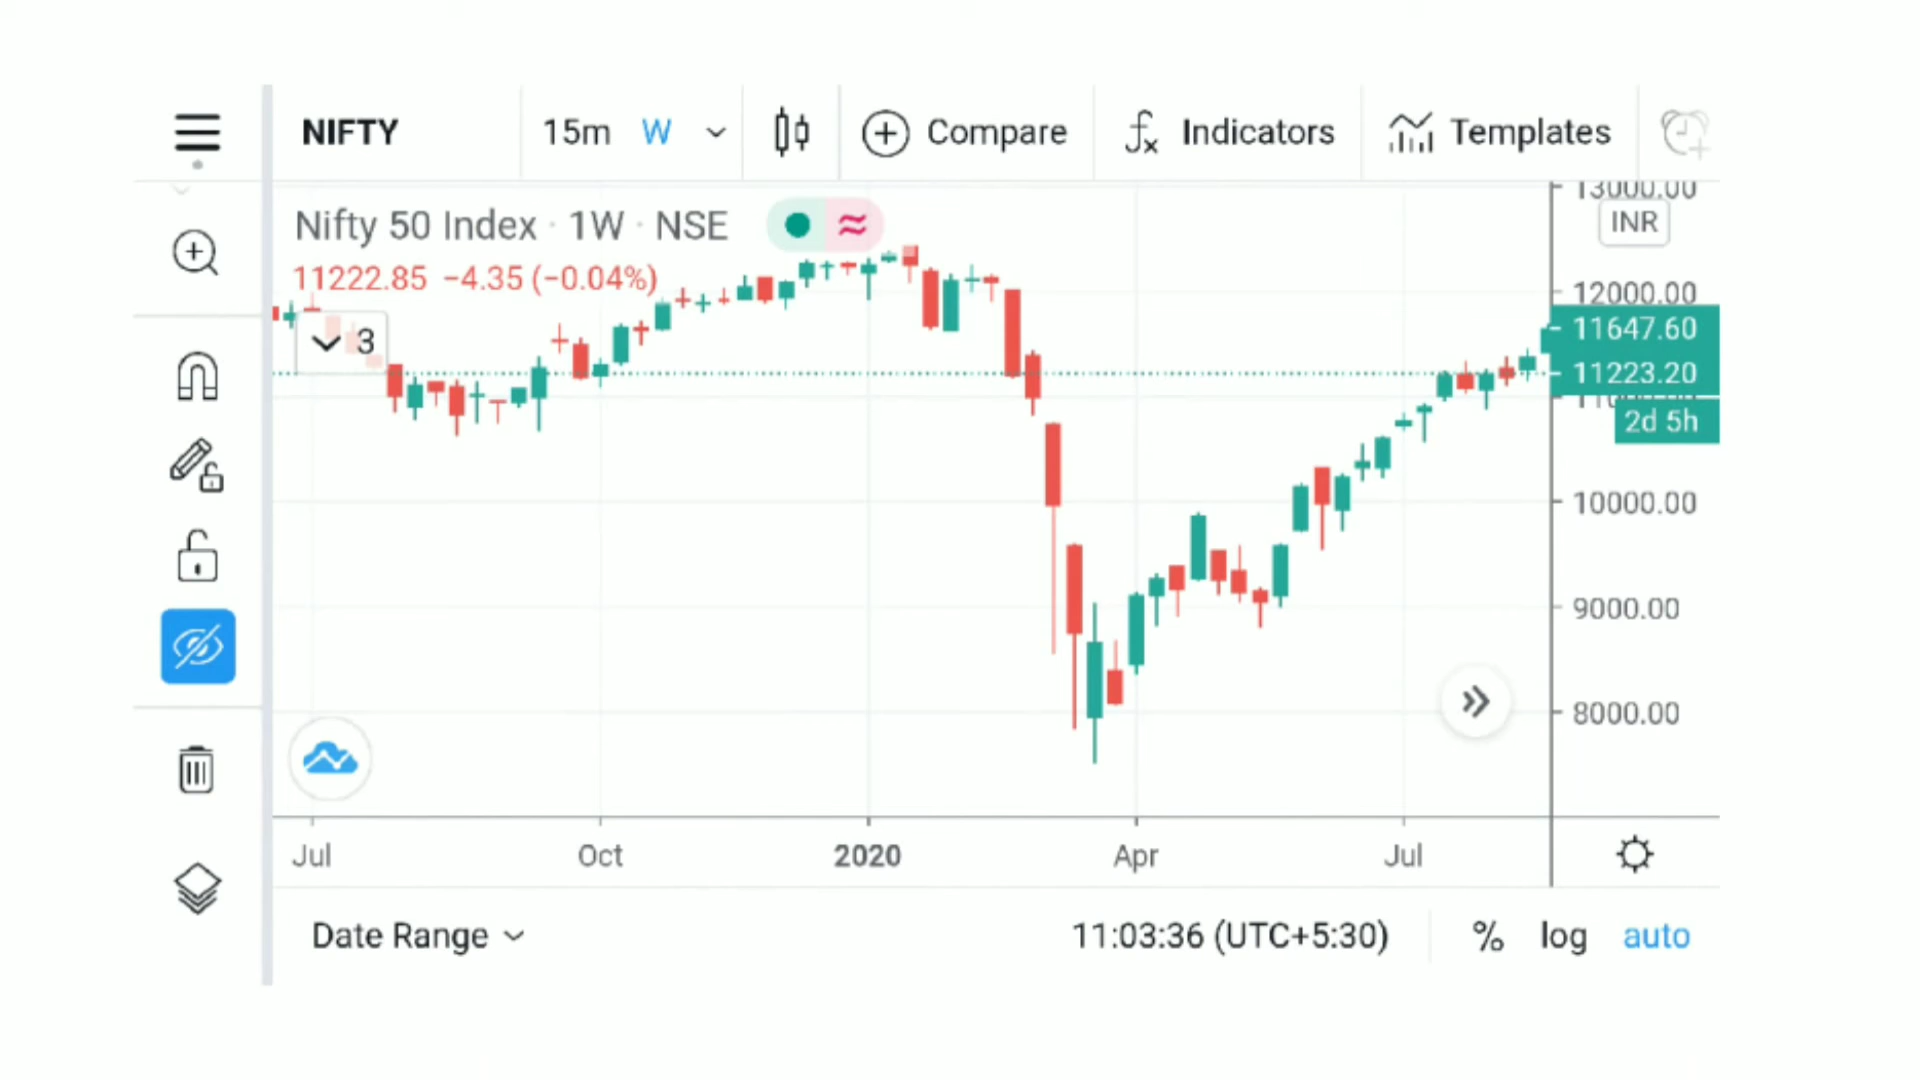 NIFTY 15m W Compare Indicators Templates
13000.00
Nifty 50 Index · 1W · NSE INR
11222.85 −4.35 (−0.04%)
12000.00
11647.60
3
11223.20
2d 5h
10000.00
9000.00
8000.00
Jul Oct 2020 Apr Jul
Date Range 11:03:36 (UTC+5:30) % log auto